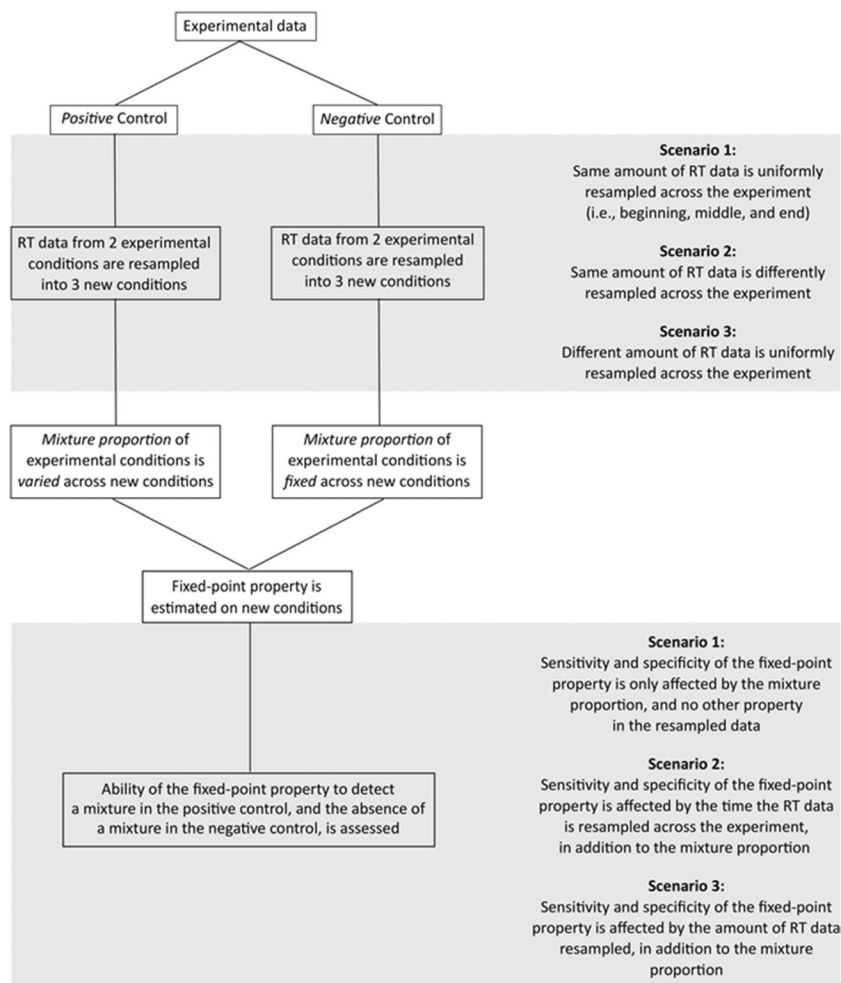 Experimental data
Positive Control
Negative Control
Scenario 1:
Same amount of RT data is uniformly
resampled across the experiment
(i.e., beginning, middle, and end)
RT data from 2 experimental
conditions are resampled
into 3 new conditions
RT data from 2 experimental
conditions are resampled
into 3 new conditions
Scenario 2:
Same amount of RT data is differently
resampled across the experiment
Scenario 3:
Different amount of RT data is uniformly
resampled across the experiment
Mixture proportion of
experimental conditions is
varied across new conditions
Mixture proportion of
experimental conditions is
fixed across new conditions
Fixed-point property is
estimated on new conditions
Scenario 1:
Sensitivity and specificity of the fixed-point
property is only affected by the mixture
proportion, and no other property
in the resampled data
Ability of the fixed-point property to detect
a mixture in the positive control, and the absence of
a mixture in the negative control, is assessed
Scenario 2:
Sensitivity and specificity of the fixed-point
property is affected by the time the RT data
is resampled across the experiment,
in addition to the mixture proportion
Scenario 3:
Sensitivity and specificity of the fixed-point
property is affected by the amount of RT data
resampled, in addition to the mixture
proportion